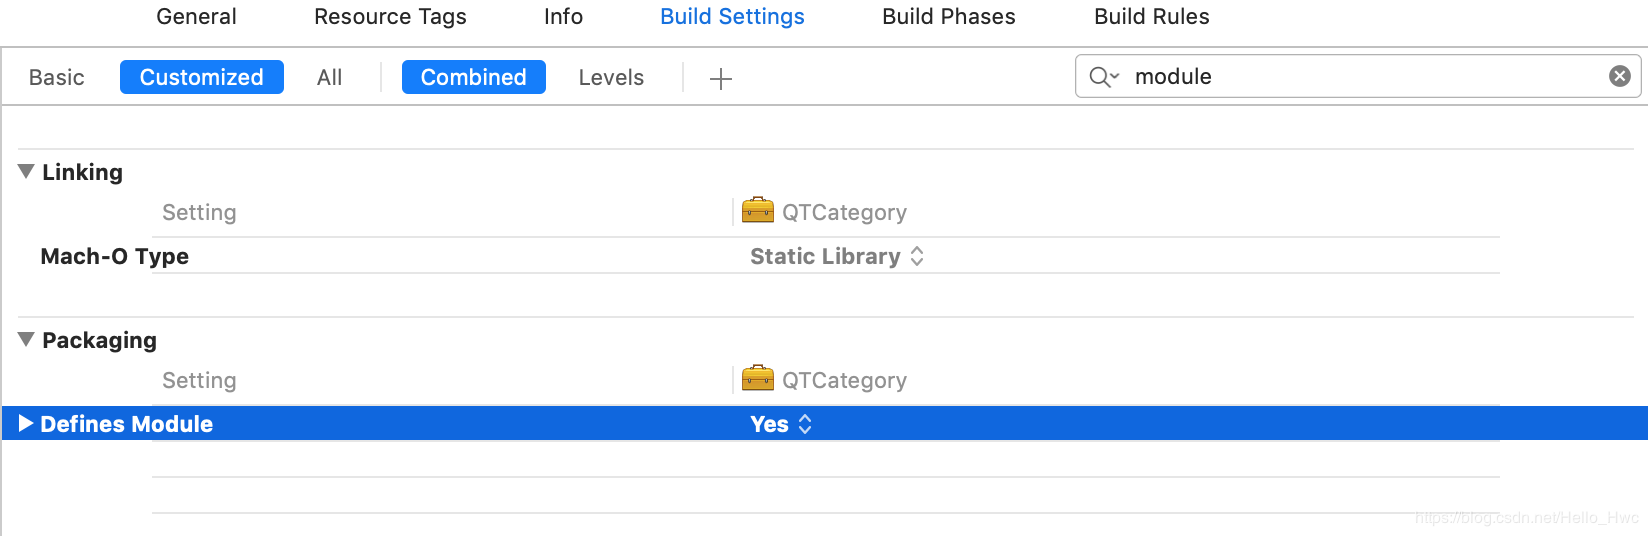 General Resource Tags Info Build Settings Build Phases Build Rules
Basic Customized All Combined Levels + module
Linking
Setting QTCategory
Mach-O Type Static Library
Packaging
Setting QTCategory
Defines Module Yes
https://blog.csdn.net/Hello_Hwc